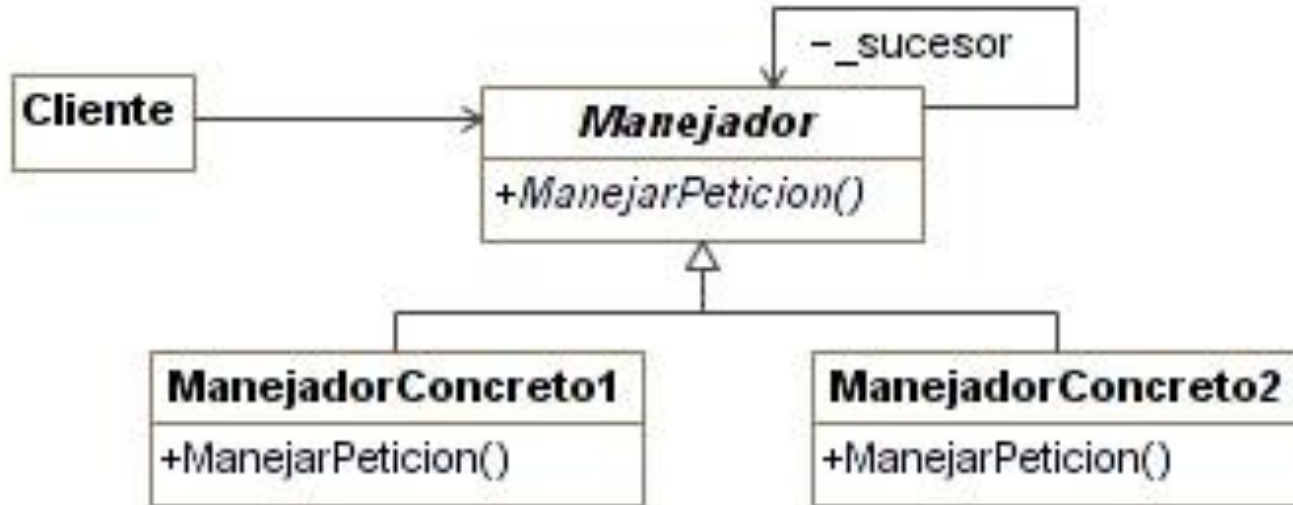 -_sucesor
Cliente
Manejador
+ManejarPeticion()
ManejadorConcreto1
ManejadorConcreto2
+ManejarPeticion()
+ManejarPeticion()